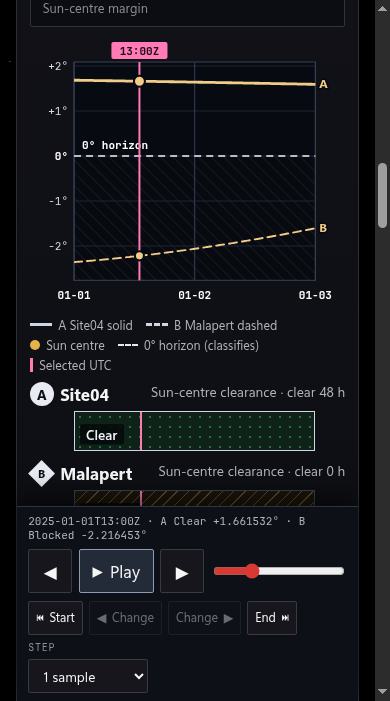 Sun-centre margin
13:00Z
+2°
A
+1°
0° horizon
0°
-1°
B
-2°
01-01 01-02 01-03
A Site04 solid B Malapert dashed
Sun centre 0° horizon (classifies)
Selected UTC
A Site04 Sun-centre clearance · clear 48 h
Clear
B Malapert Sun-centre clearance · clear 0 h
2025-01-01T13:00Z · A Clear +1.661532° · B
Blocked -2.216453°
◀ ▶ Play ▶
⏮ Start ◀ Change Change ▶ End ⏭
STEP
1 sample